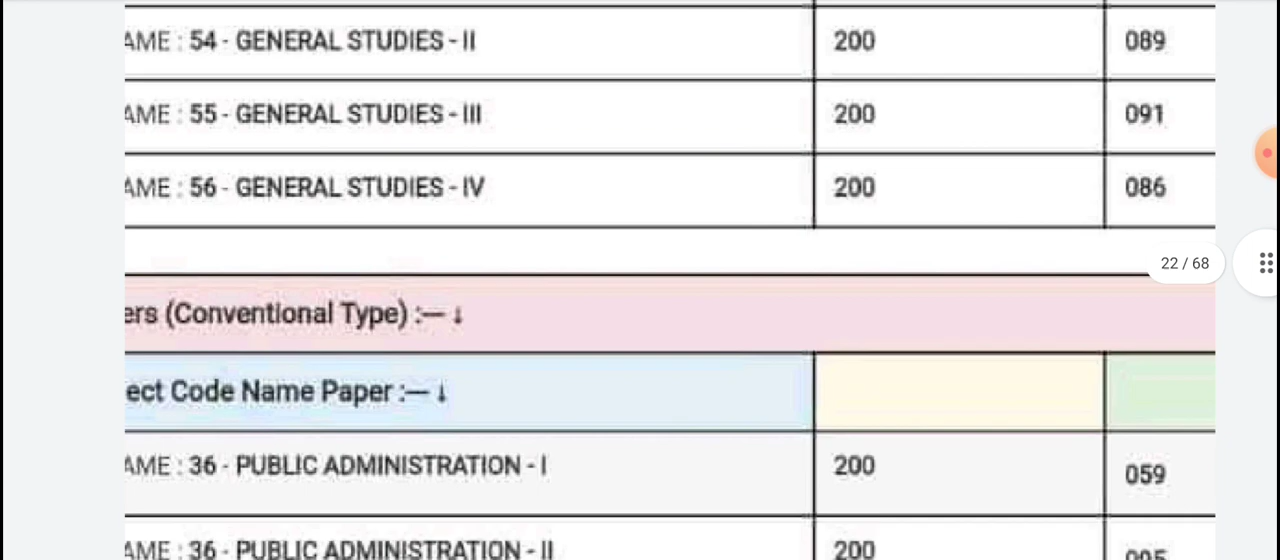 AME : 54 - GENERAL STUDIES - II 200 089
AME : 55 - GENERAL STUDIES - III 200 091
AME : 56 - GENERAL STUDIES - IV 200 086
22 / 68
ers (Conventional Type) :— ↓
ect Code Name Paper :— ↓
AME : 36 - PUBLIC ADMINISTRATION - I 200 059
AME : 36 - PUBLIC ADMINISTRATION - II 200